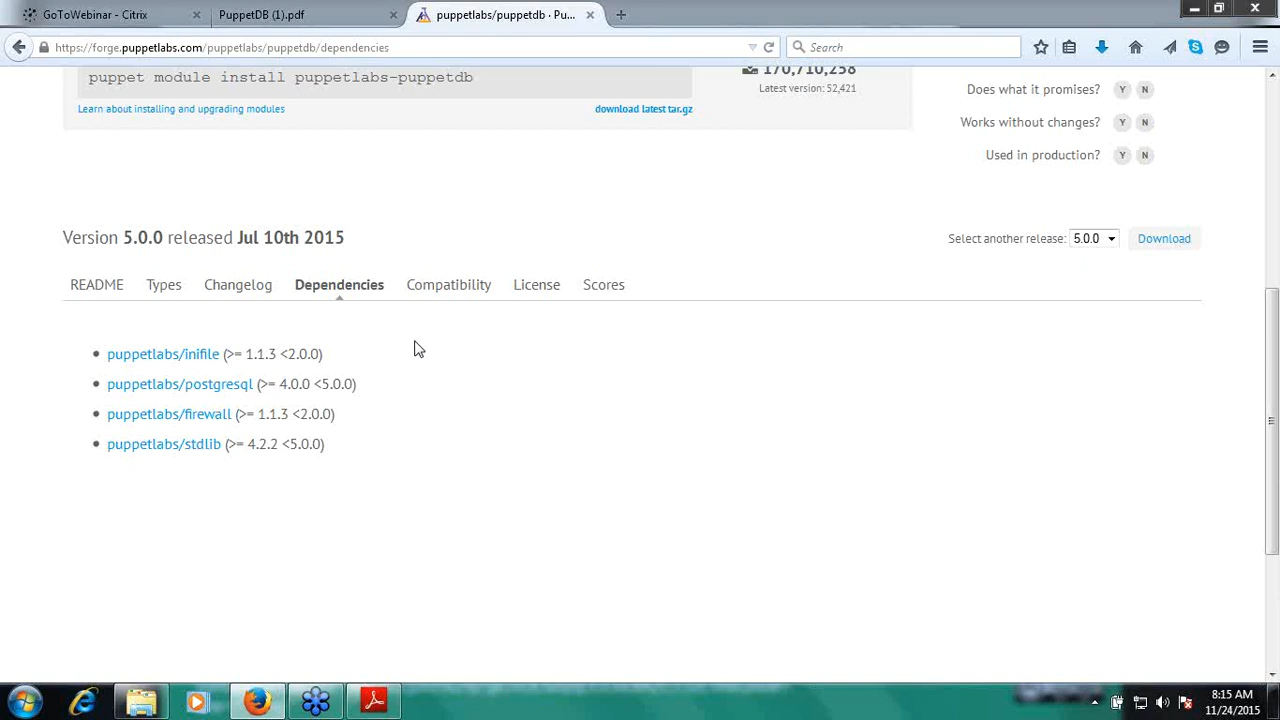 GoToWebinar - Citrix
PuppetDB (1).pdf
puppetlabs/puppetdb · Pu...
https://forge.puppetlabs.com/puppetlabs/puppetdb/dependencies
Search
puppet module install puppetlabs-puppetdb
170,710,258
Latest version: 52,421
Does what it promises? Y N
Learn about installing and upgrading modules
download latest tar.gz
Works without changes? Y N
Used in production? Y N
Version 5.0.0 released Jul 10th 2015
Select another release: 5.0.0 Download
README Types Changelog Dependencies Compatibility License Scores
• puppetlabs/inifile (>= 1.1.3 <2.0.0)
• puppetlabs/postgresql (>= 4.0.0 <5.0.0)
• puppetlabs/firewall (>= 1.1.3 <2.0.0)
• puppetlabs/stdlib (>= 4.2.2 <5.0.0)
8:15 AM
11/24/2015